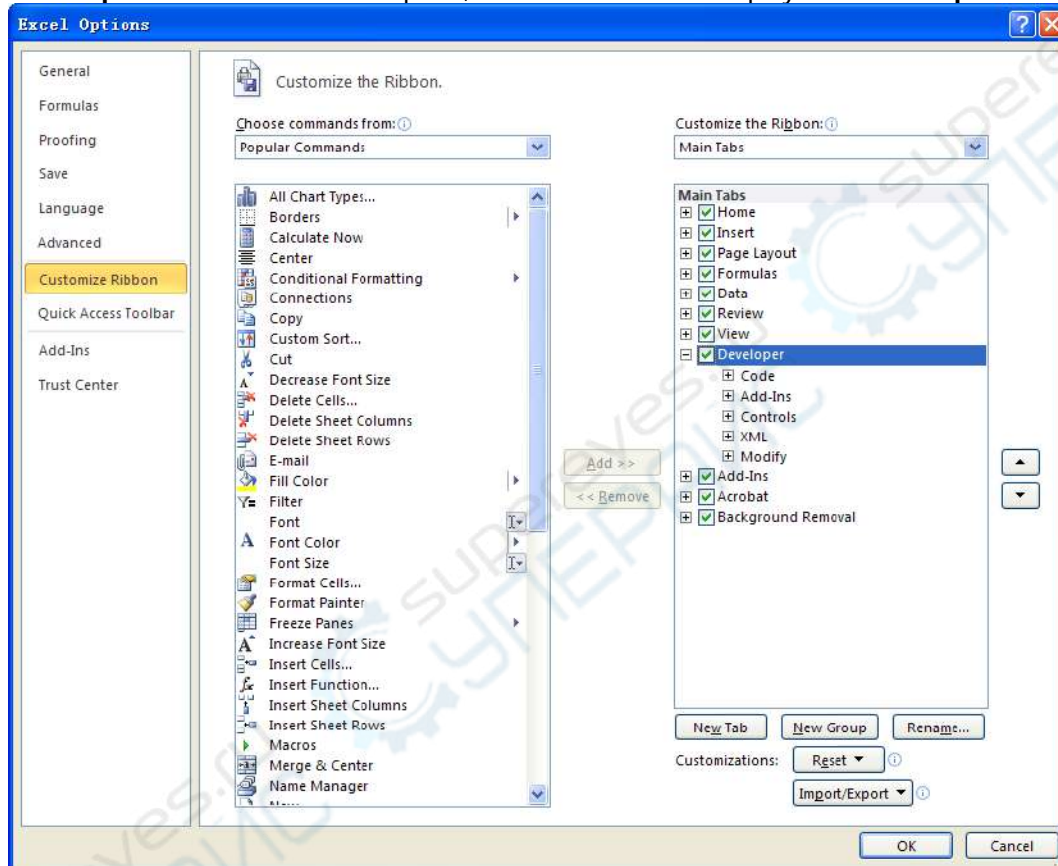 Excel Options
General
Formulas
Proofing
Save
Language
Advanced
Customize Ribbon
Quick Access Toolbar
Add-Ins
Trust Center
Customize the Ribbon.
Choose commands from:
Popular Commands
All Chart Types...
Borders
Calculate Now
Center
Conditional Formatting
Connections
Copy
Custom Sort...
Cut
Decrease Font Size
Delete Cells...
Delete Sheet Columns
Delete Sheet Rows
E-mail
Fill Color
Filter
Font
Font Color
Font Size
Format Cells...
Format Painter
Freeze Panes
Increase Font Size
Insert Cells...
Insert Function...
Insert Sheet Columns
Insert Sheet Rows
Macros
Merge & Center
Name Manager
Add >>
<< Remove
Customize the Ribbon:
Main Tabs
Main Tabs
Home
Insert
Page Layout
Formulas
Data
Review
View
Developer
Code
Add-Ins
Controls
XML
Modify
Add-Ins
Acrobat
Background Removal
New Tab
New Group
Rename...
Customizations:
Reset
Import/Export
OK
Cancel
supereyes.ru
СУПЕРАЙС